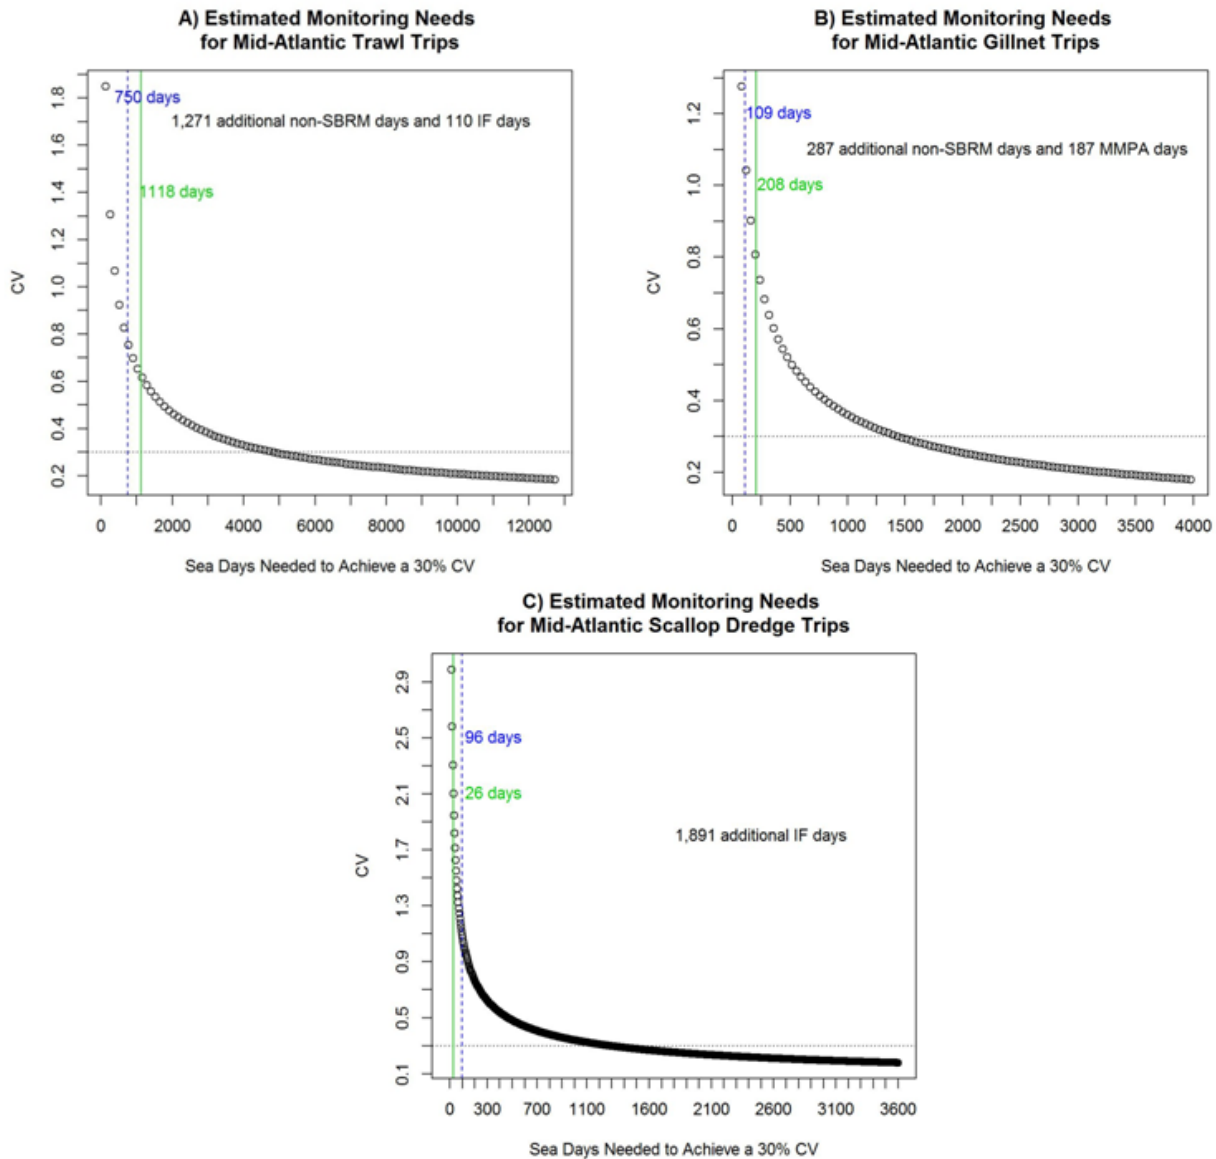 A) Estimated Monitoring Needs
for Mid-Atlantic Trawl Trips
CV
1.8
1.6
1.4
1.2
1.0
0.8
0.6
0.4
0.2
750 days
1,271 additional non-SBRM days and 110 IF days
1118 days
0 2000 4000 6000 8000 10000 12000
Sea Days Needed to Achieve a 30% CV
B) Estimated Monitoring Needs
for Mid-Atlantic Gillnet Trips
CV
1.2
1.0
0.8
0.6
0.4
0.2
109 days
287 additional non-SBRM days and 187 MMPA days
208 days
0 500 1000 1500 2000 2500 3000 3500 4000
Sea Days Needed to Achieve a 30% CV
C) Estimated Monitoring Needs
for Mid-Atlantic Scallop Dredge Trips
CV
2.9
2.5
2.1
1.7
1.3
0.9
0.5
0.1
96 days
26 days
1,891 additional IF days
0 300 700 1100 1600 2100 2600 3100 3600
Sea Days Needed to Achieve a 30% CV